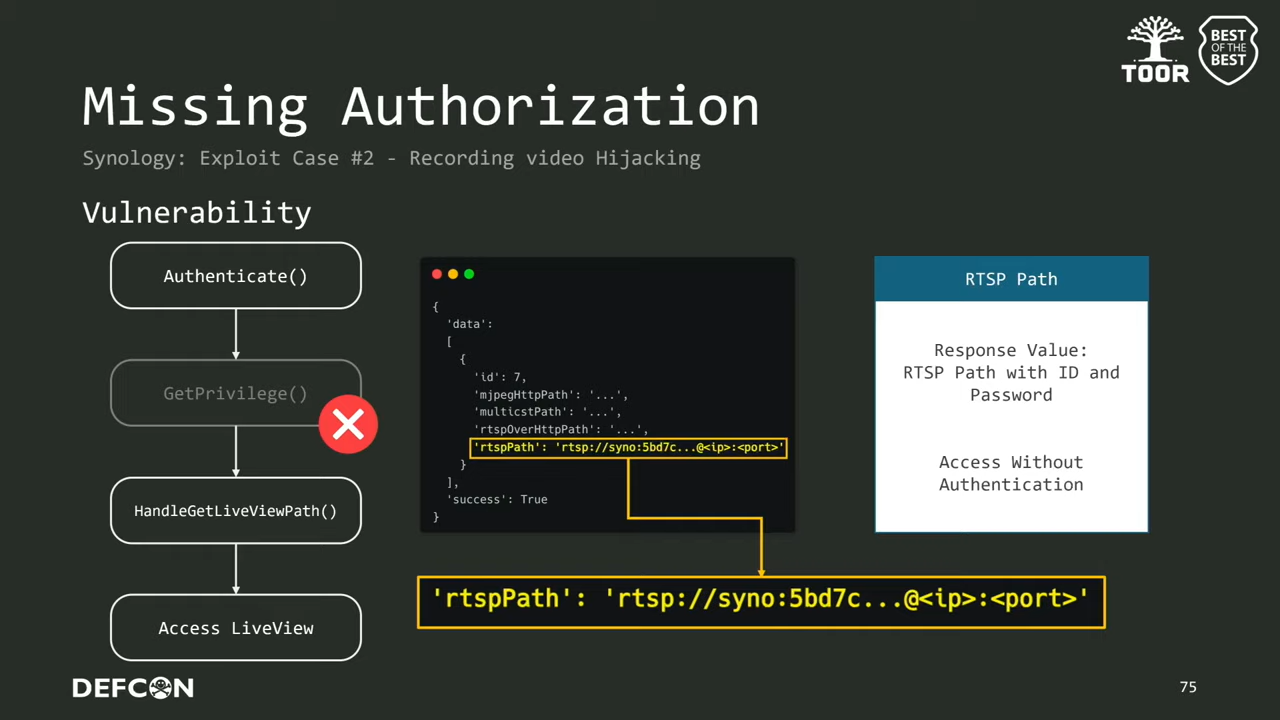 TOOR
BEST
OF THE
BEST
Missing Authorization
Synology: Exploit Case #2 - Recording video Hijacking
Vulnerability
Authenticate()
GetPrivilege()
HandleGetLiveViewPath()
Access LiveView
{
'data':
[
{
'id': 7,
'mjpegHttpPath': '...',
'multicstPath': '...',
'rtspOverHttpPath': '...',
'rtspPath': 'rtsp://syno:5bd7c...@<ip>:<port>'
}
],
'success': True
}
'rtspPath': 'rtsp://syno:5bd7c...@<ip>:<port>'
RTSP Path
Response Value:
RTSP Path with ID and
Password
Access Without
Authentication
DEFCON
75